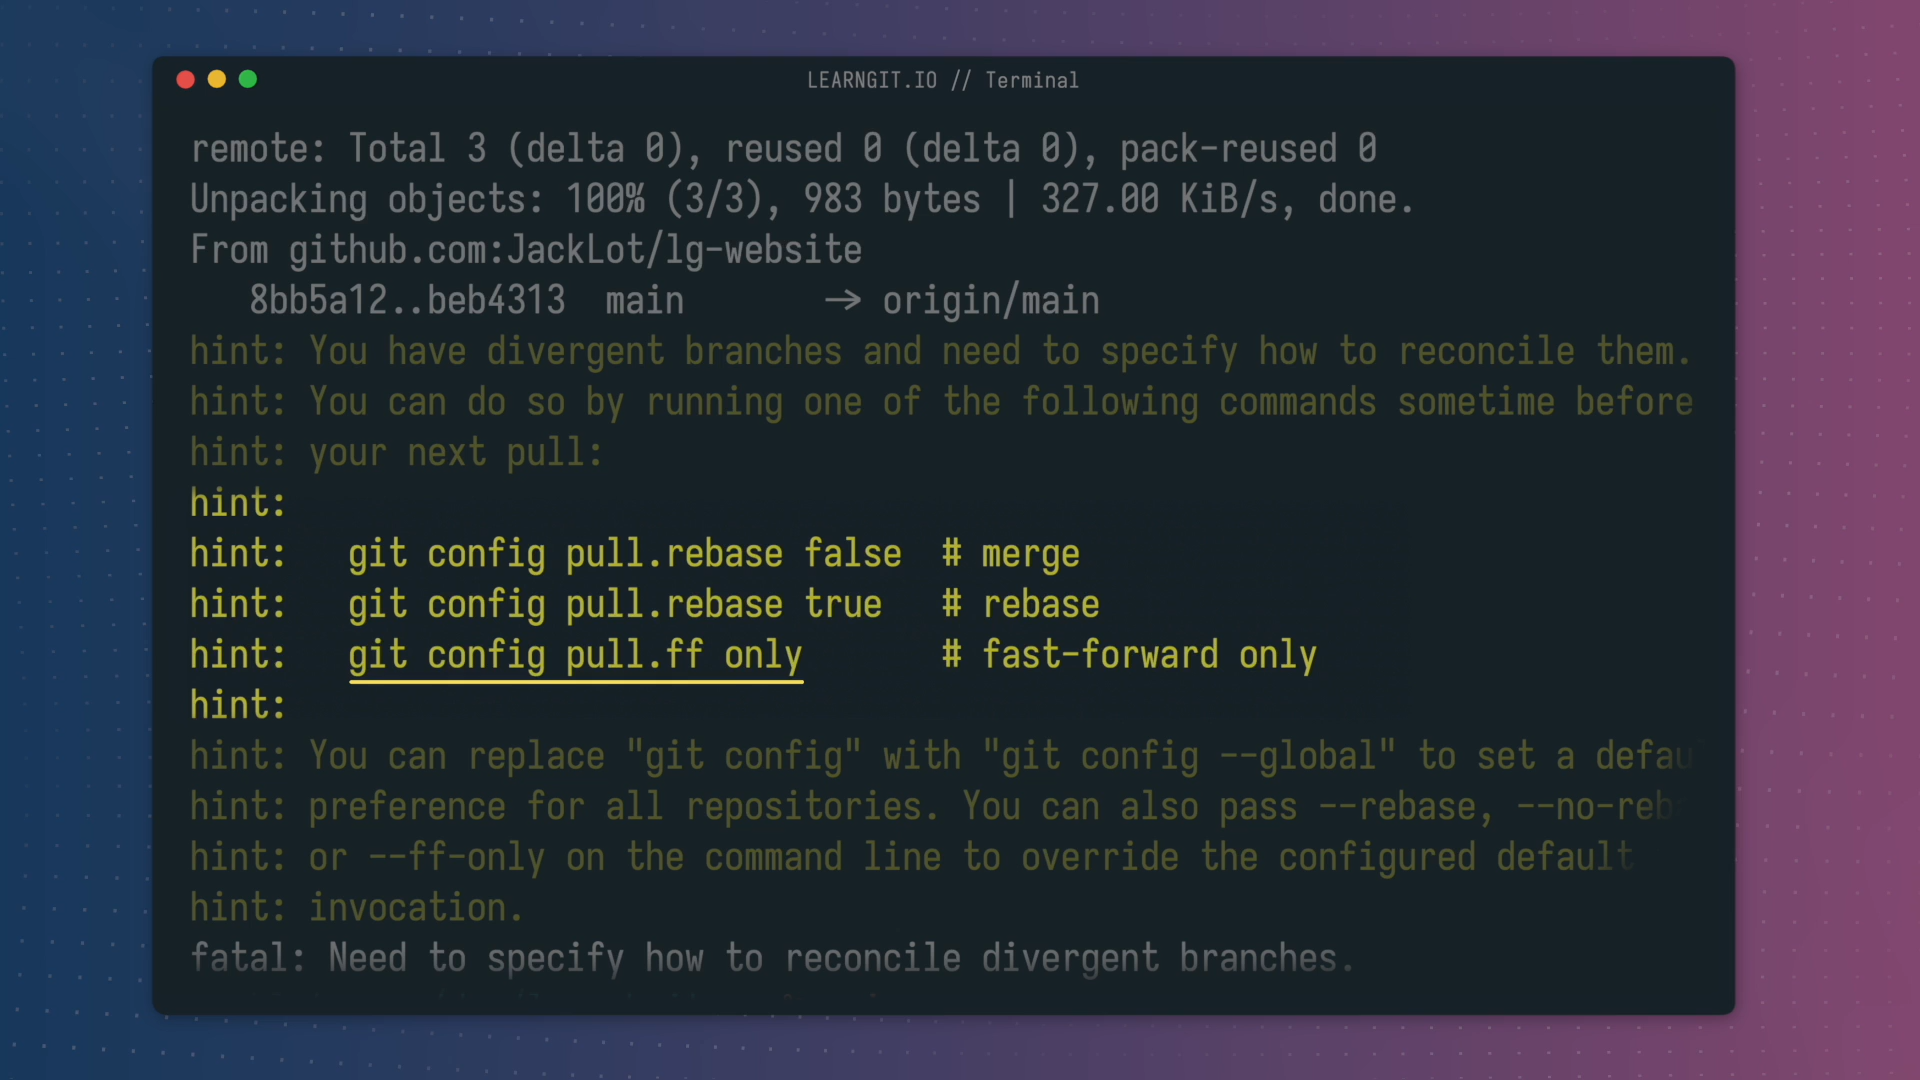 LEARNGIT.IO // Terminal
remote: Total 3 (delta 0), reused 0 (delta 0), pack-reused 0
Unpacking objects: 100% (3/3), 983 bytes | 327.00 KiB/s, done.
From github.com:JackLot/lg-website
8bb5a12..beb4313 main -> origin/main
hint: You have divergent branches and need to specify how to reconcile them.
hint: You can do so by running one of the following commands sometime before
hint: your next pull:
hint:
hint: git config pull.rebase false # merge
hint: git config pull.rebase true # rebase
hint: git config pull.ff only # fast-forward only
hint:
hint: You can replace "git config" with "git config --global" to set a defau
hint: preference for all repositories. You can also pass --rebase, --no-reb
hint: or --ff-only on the command line to override the configured default
hint: invocation.
fatal: Need to specify how to reconcile divergent branches.